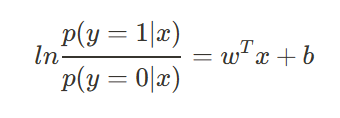 ln p(y = 1|x) / p(y = 0|x) = w^T x + b